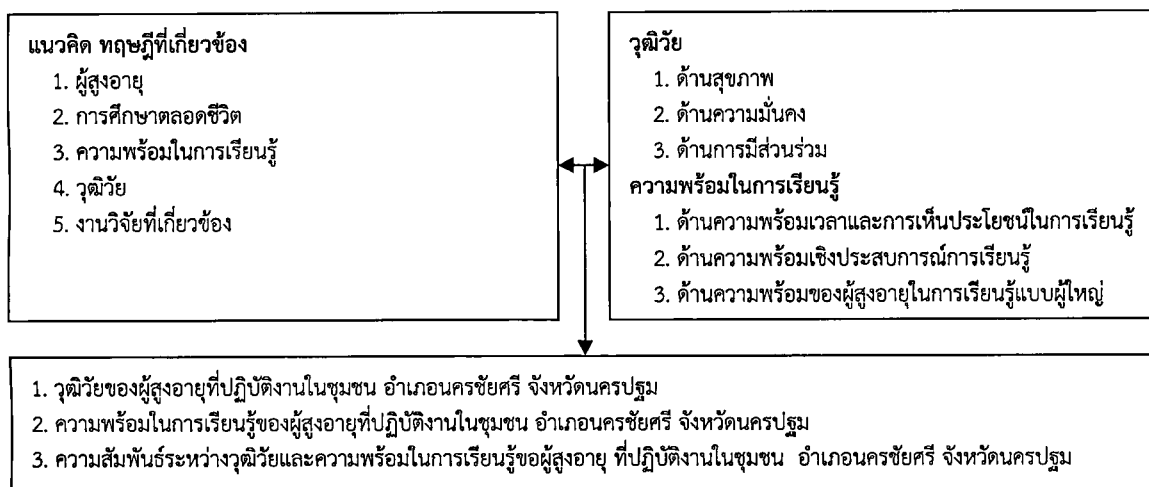 แนวคิด ทฤษฎีที่เกี่ยวข้อง
1. ผู้สูงอายุ
2. การศึกษาตลอดชีวิต
3. ความพร้อมในการเรียนรู้
4. วุฒิวัย
5. งานวิจัยที่เกี่ยวข้อง
วุฒิวัย
1. ด้านสุขภาพ
2. ด้านความมั่นคง
3. ด้านการมีส่วนร่วม
ความพร้อมในการเรียนรู้
1. ด้านความพร้อมเวลาและการเห็นประโยชน์ในการเรียนรู้
2. ด้านความพร้อมเชิงประสบการณ์การเรียนรู้
3. ด้านความพร้อมของผู้สูงอายุในการเรียนรู้แบบผู้ใหญ่
1. วุฒิวัยของผู้สูงอายุที่ปฏิบัติงานในชุมชน อำเภอนครชัยศรี จังหวัดนครปฐม
2. ความพร้อมในการเรียนรู้ของผู้สูงอายุที่ปฏิบัติงานในชุมชน อำเภอนครชัยศรี จังหวัดนครปฐม
3. ความสัมพันธ์ระหว่างวุฒิวัยและความพร้อมในการเรียนรู้ขอผู้สูงอายุ ที่ปฏิบัติงานในชุมชน อำเภอนครชัยศรี จังหวัดนครปฐม